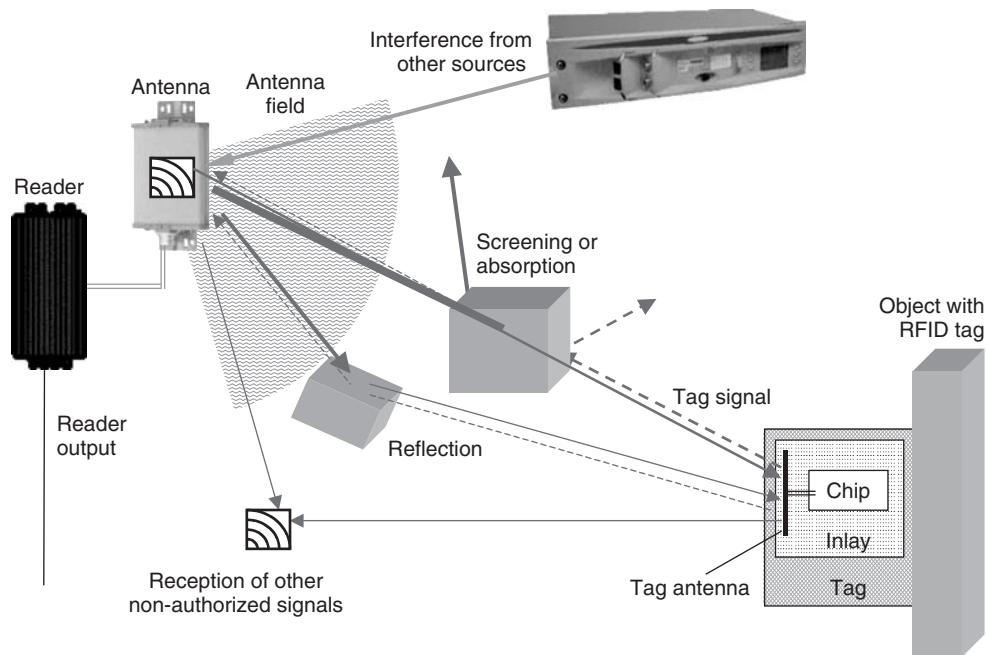 Interference from
other sources
Antenna
field
Antenna
Reader
Screening or
absorption
Object with
RFID tag
Tag signal
Reader
output
Reflection
Chip
Inlay
Tag antenna
Tag
Reception of other
non-authorized signals